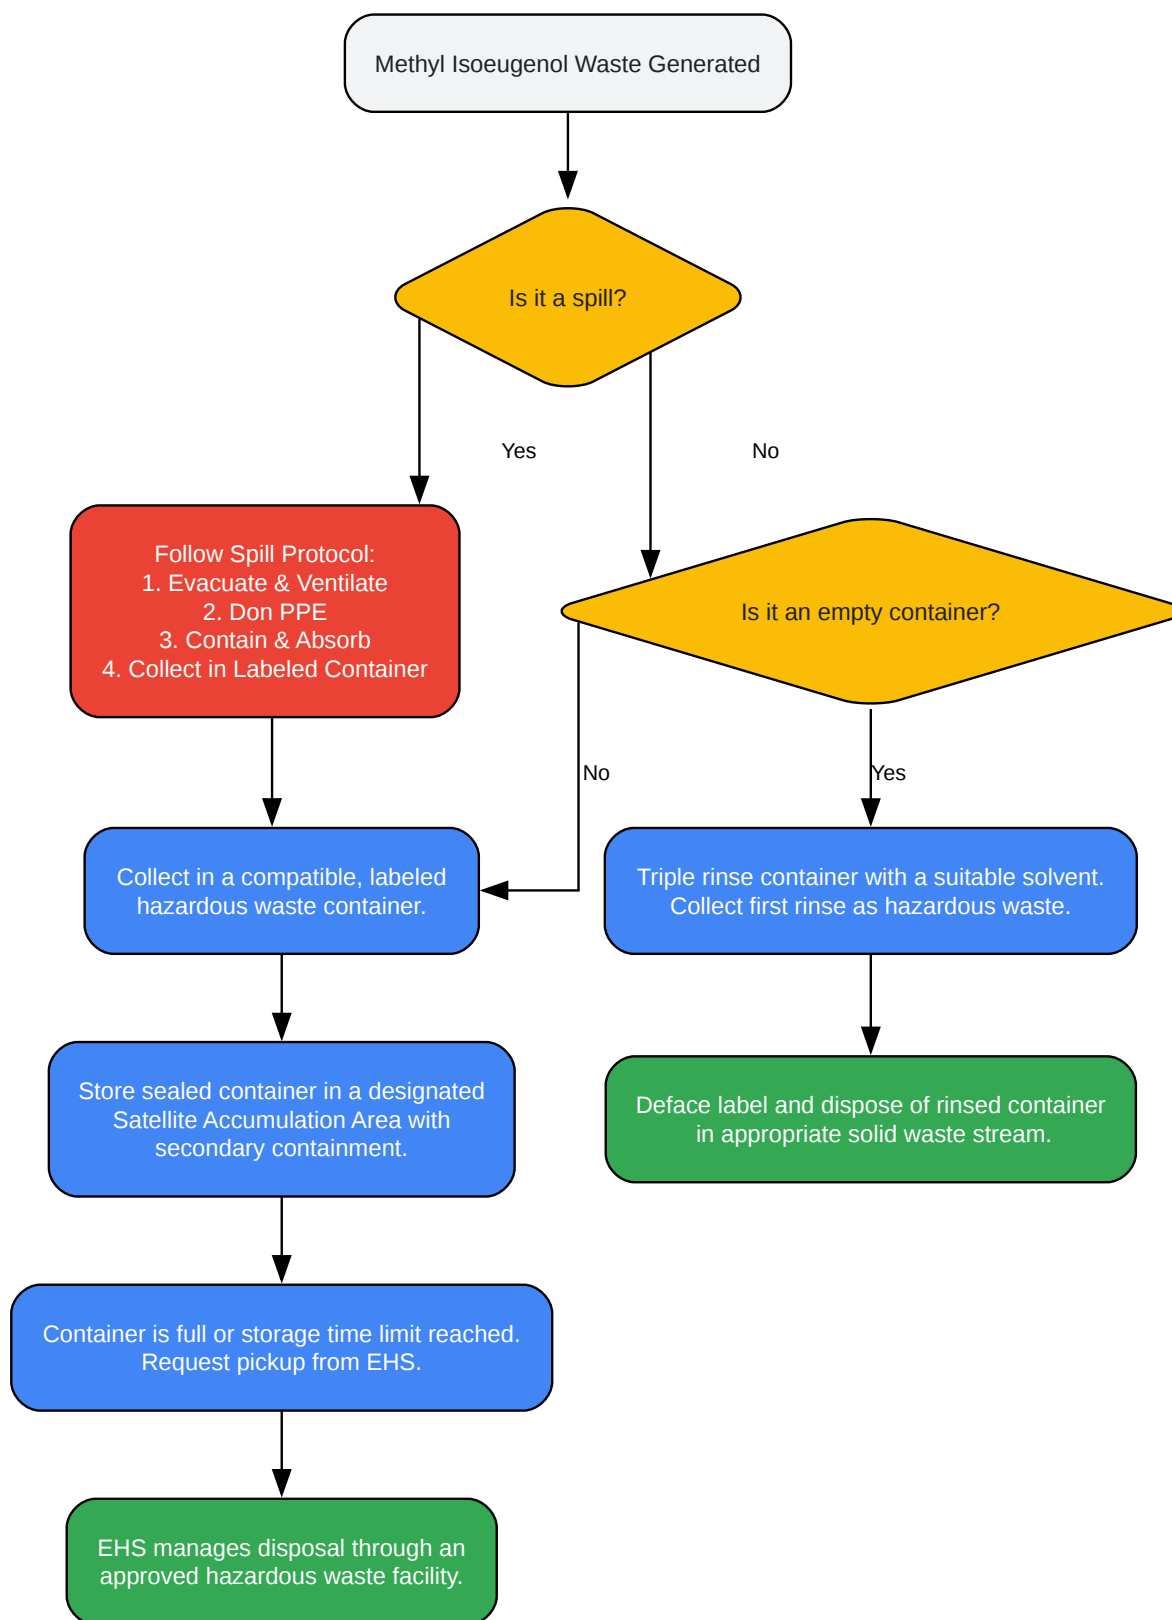 Methyl Isoeugenol Waste Generated
Is it a spill?
Yes
No
Follow Spill Protocol:
1. Evacuate & Ventilate
2. Don PPE
3. Contain & Absorb
4. Collect in Labeled Container
Is it an empty container?
No
Yes
Collect in a compatible, labeled
hazardous waste container.
Triple rinse container with a suitable solvent.
Collect first rinse as hazardous waste.
Store sealed container in a designated
Satellite Accumulation Area with
secondary containment.
Deface label and dispose of rinsed container
in appropriate solid waste stream.
Container is full or storage time limit reached.
Request pickup from EHS.
EHS manages disposal through an
approved hazardous waste facility.